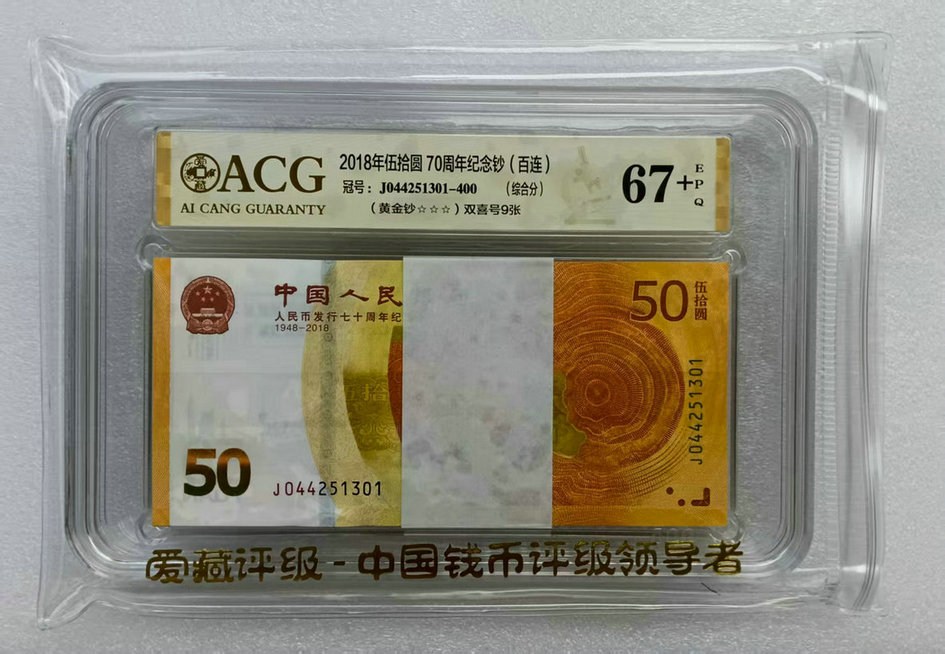 ACG
AI CANG GUARANTY
2018年伍拾圆 70周年纪念钞（百连）
冠号：J044251301-400 （综合分）
（黄金钞☆☆☆）双喜号9张
67+
EPQ
中国人民
人民币发行七十周年纪
1948-2018
50
伍拾圆
J044251301
50
J044251301
爱藏评级-中国钱币评级领导者